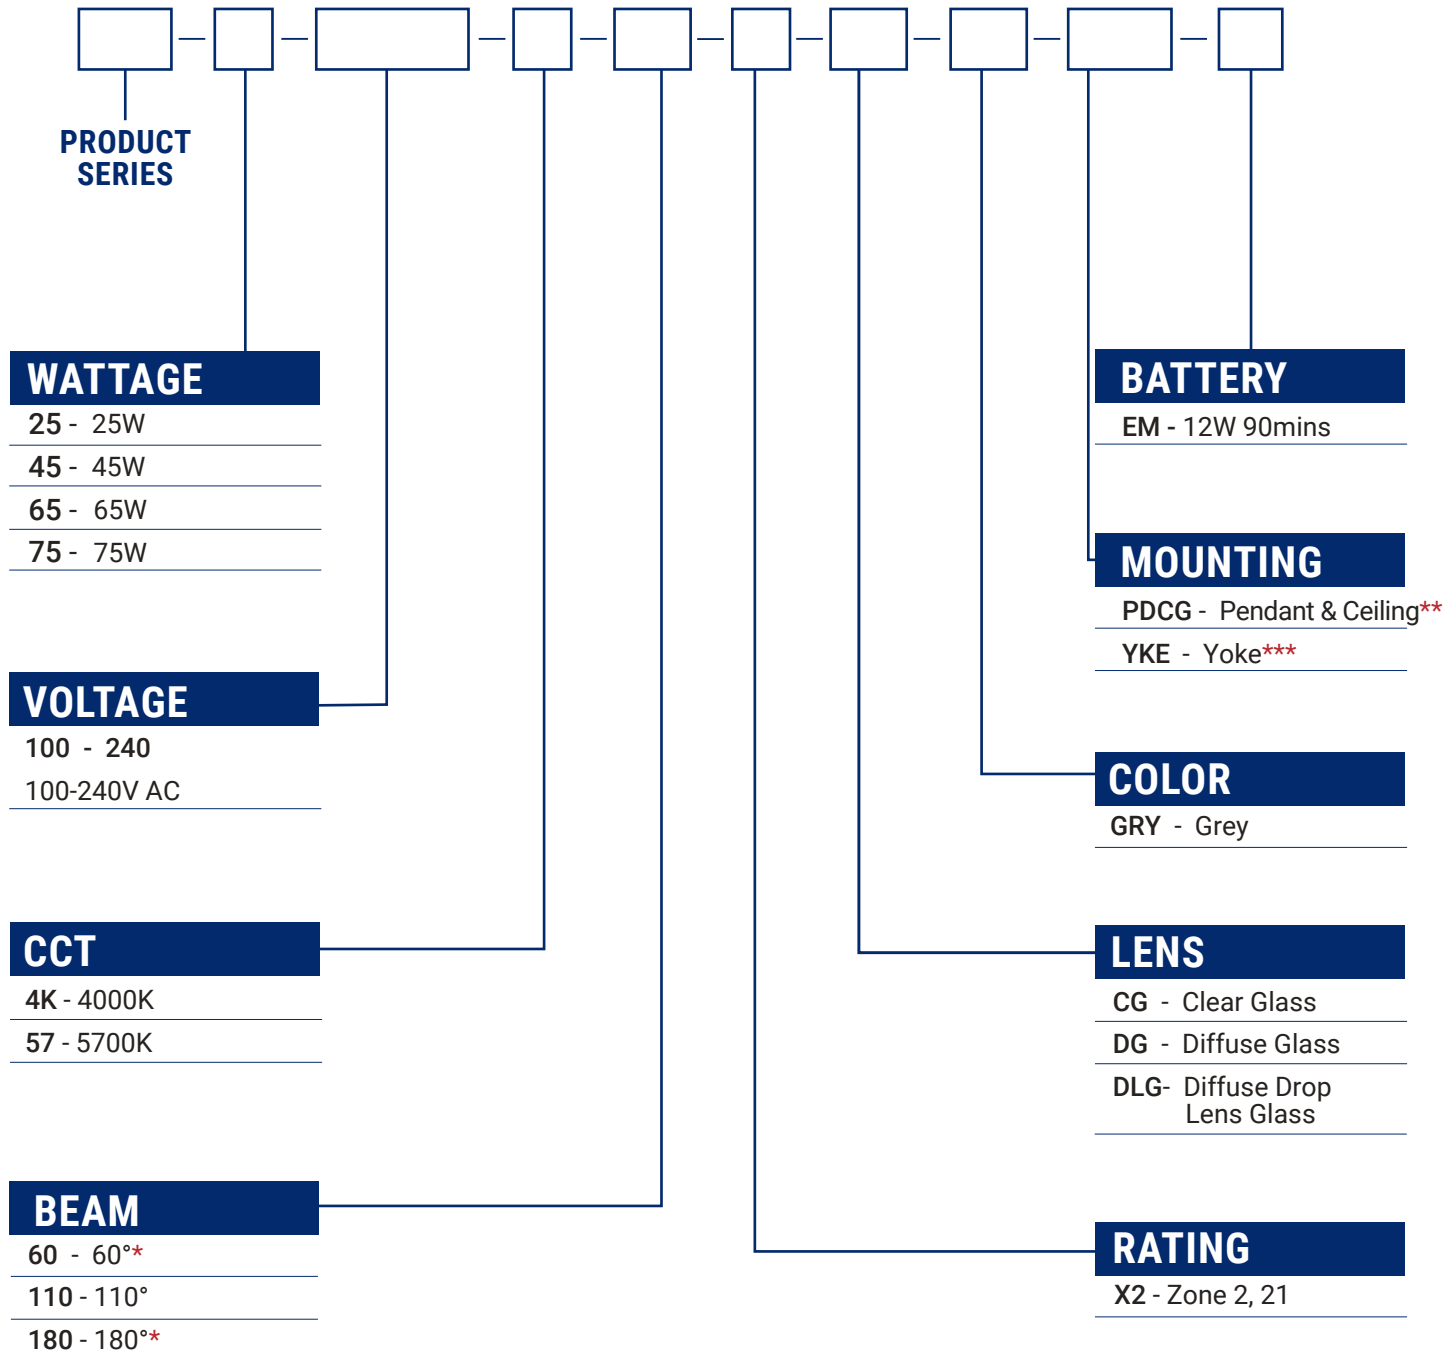 PRODUCT
SERIES
WATTAGE
25 - 25W
45 - 45W
65 - 65W
75 - 75W
VOLTAGE
100 - 240
100-240V AC
CCT
4K - 4000K
57 - 5700K
BEAM
60 - 60°*
110 - 110°
180 - 180°*
BATTERY
EM - 12W 90mins
MOUNTING
PDCG - Pendant & Ceiling**
YKE - Yoke***
COLOR
GRY - Grey
LENS
CG - Clear Glass
DG - Diffuse Glass
DLG- Diffuse Drop
Lens Glass
RATING
X2 - Zone 2, 21